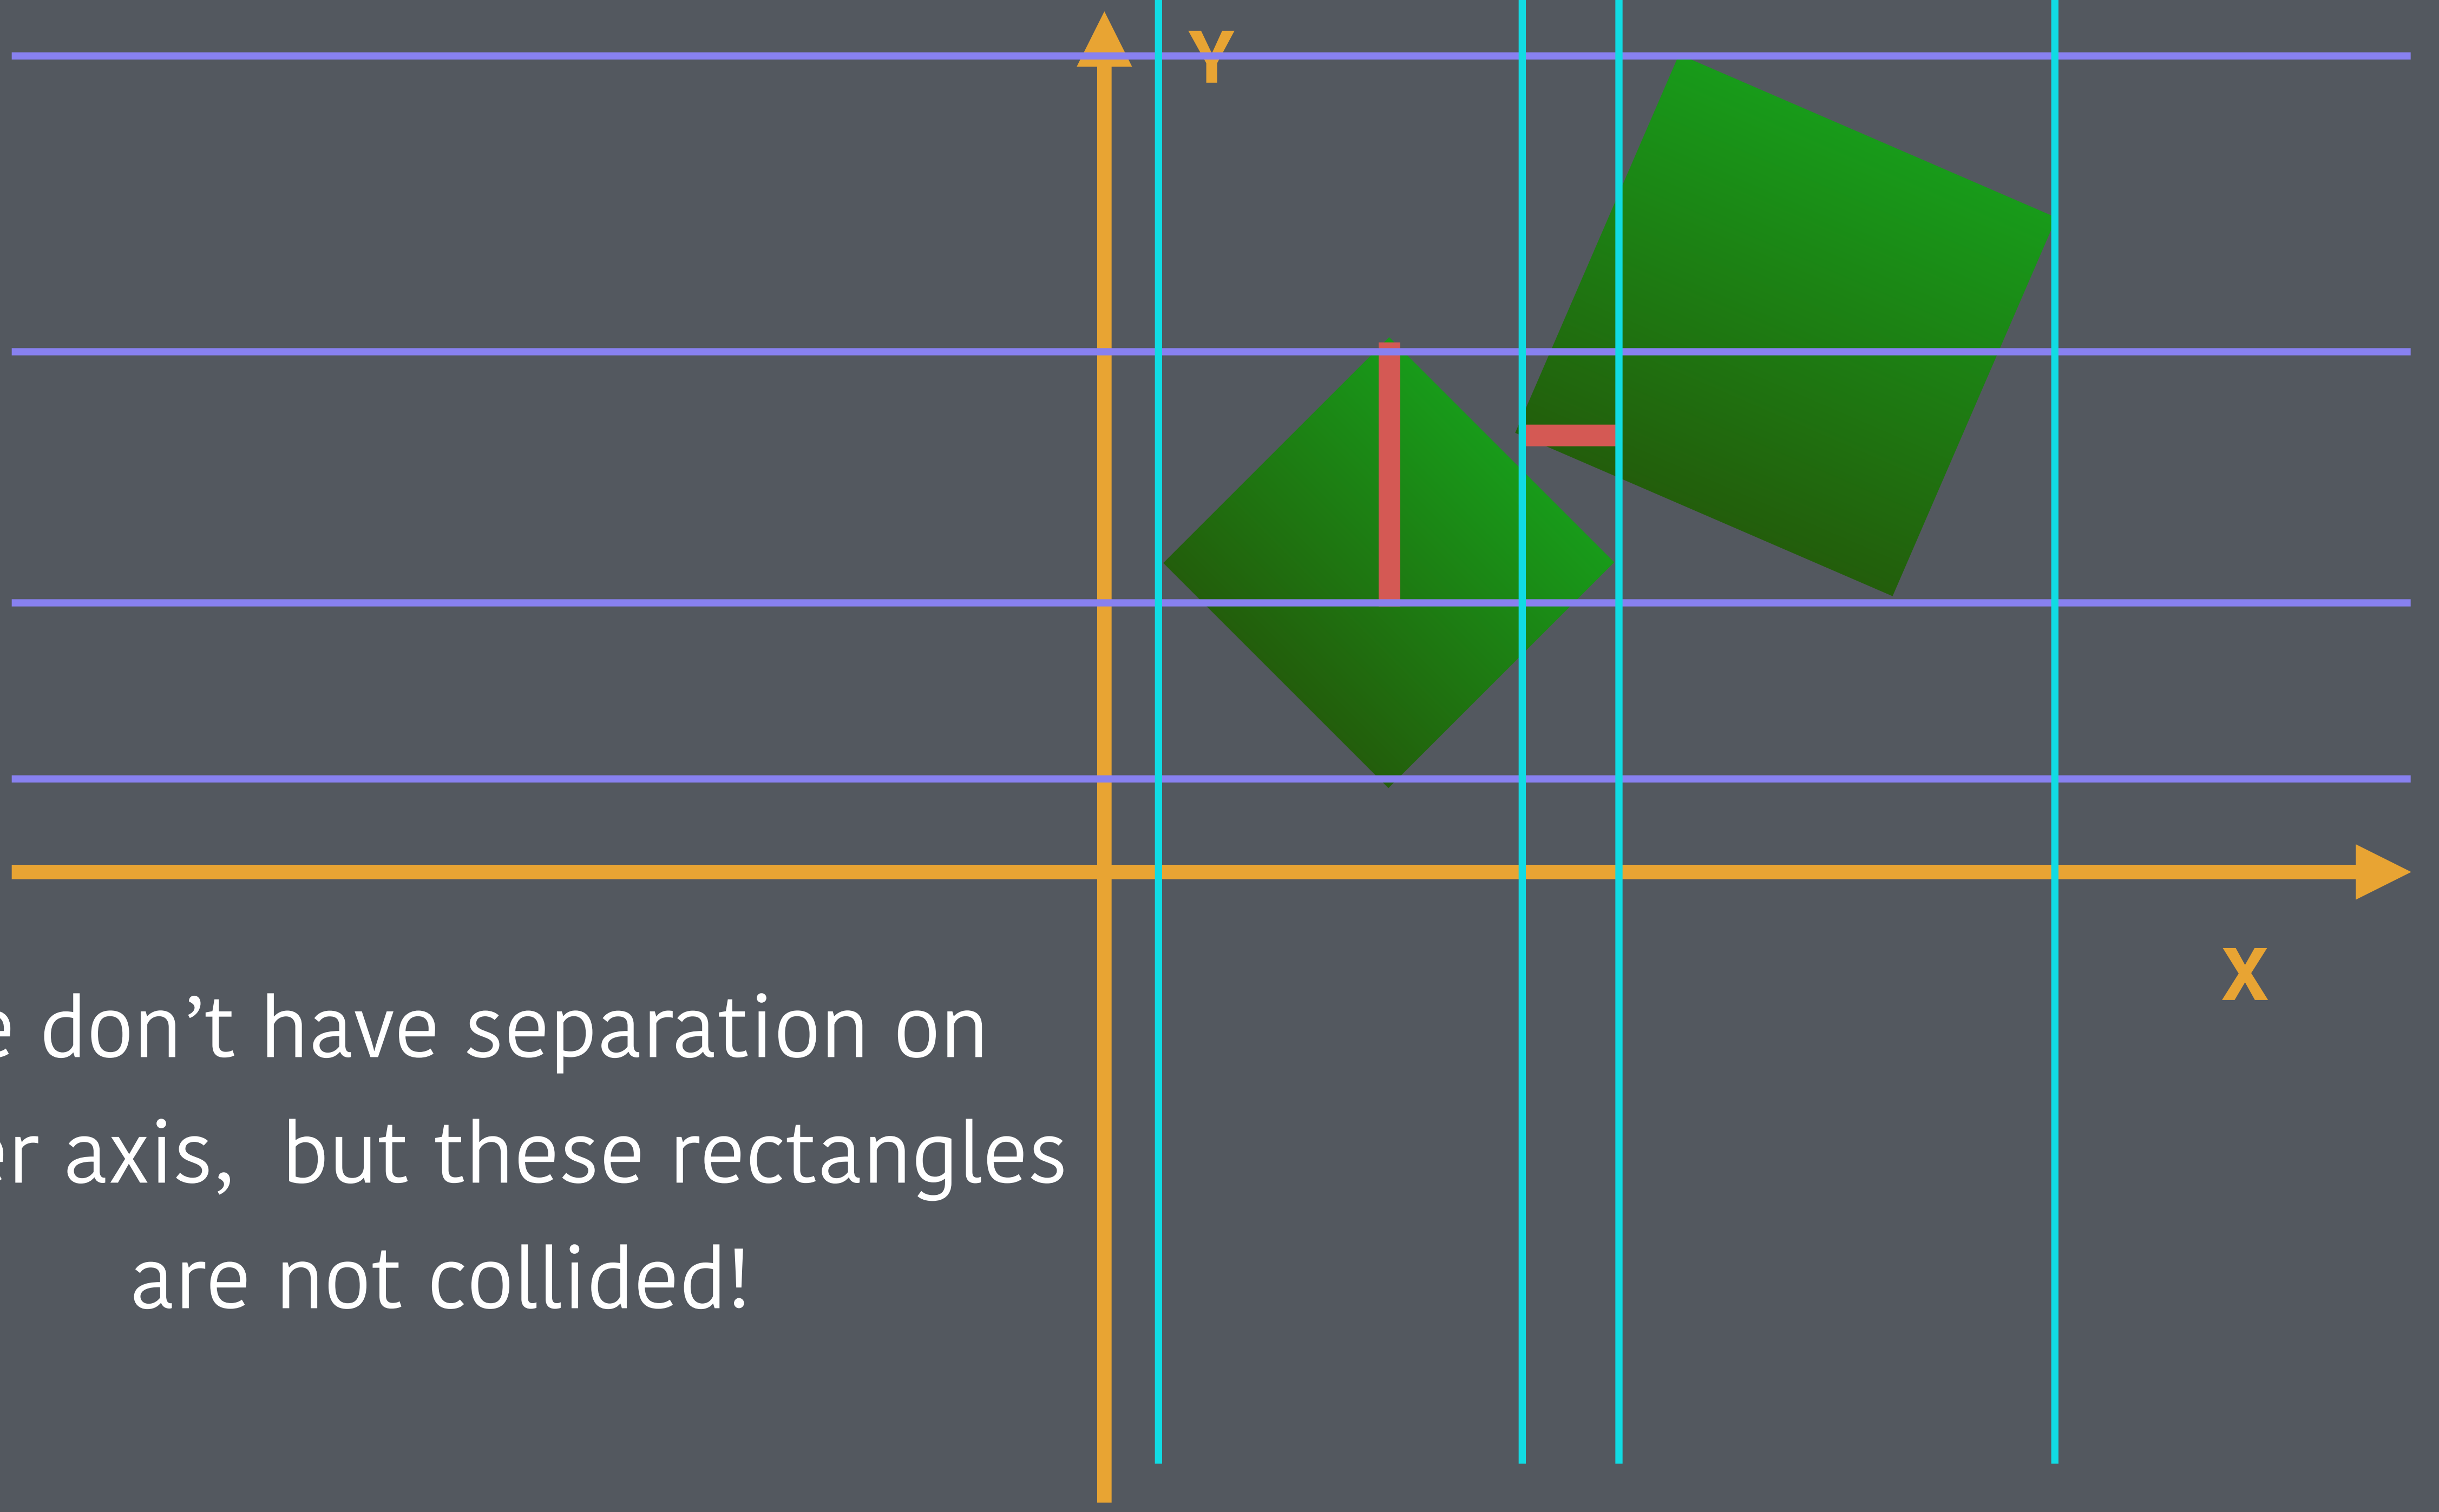 Y
X
don’t have separation on
axis, but these rectangles
are not collided!